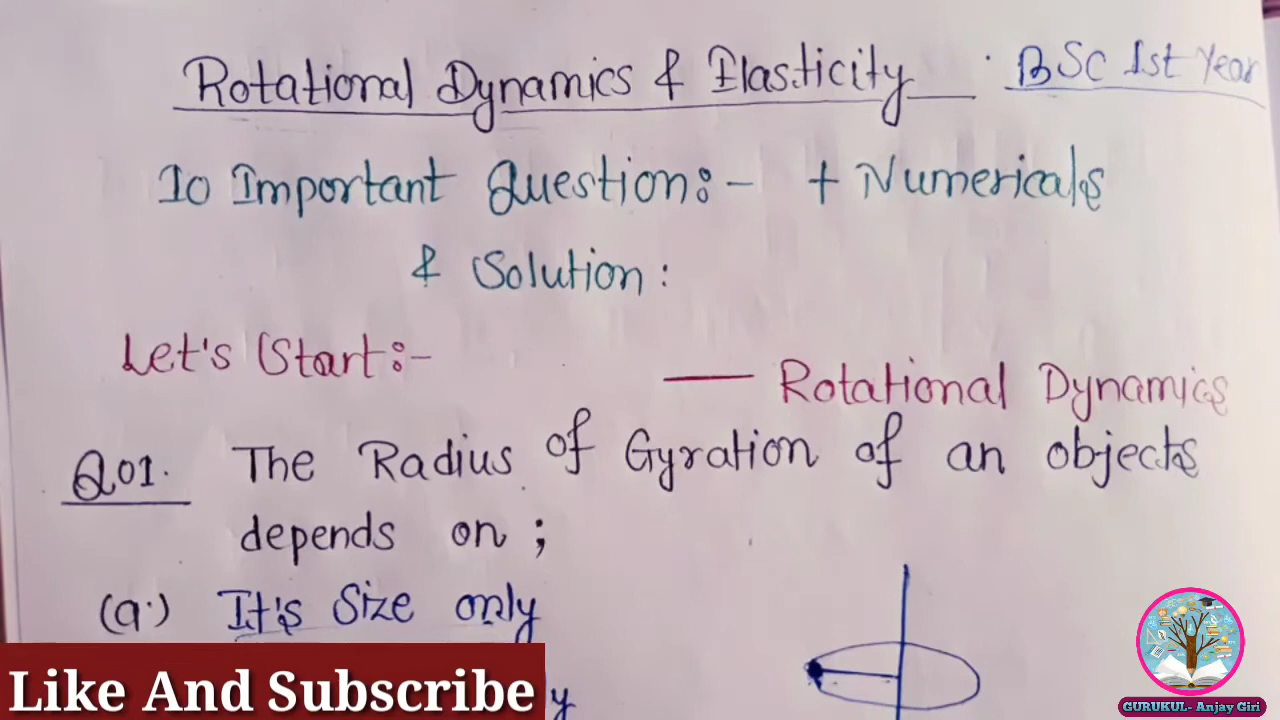 Rotational Dynamics & Elasticity . BSc 1st Year
10 Important Question:- + Numericals
& Solution:
Let's Start:-
Rotational Dynamics
Q01. The Radius of Gyration of an objects
depends on ;
(a.) It's Size only
Like And Subscribe
GURUKUL- Anjay Giri